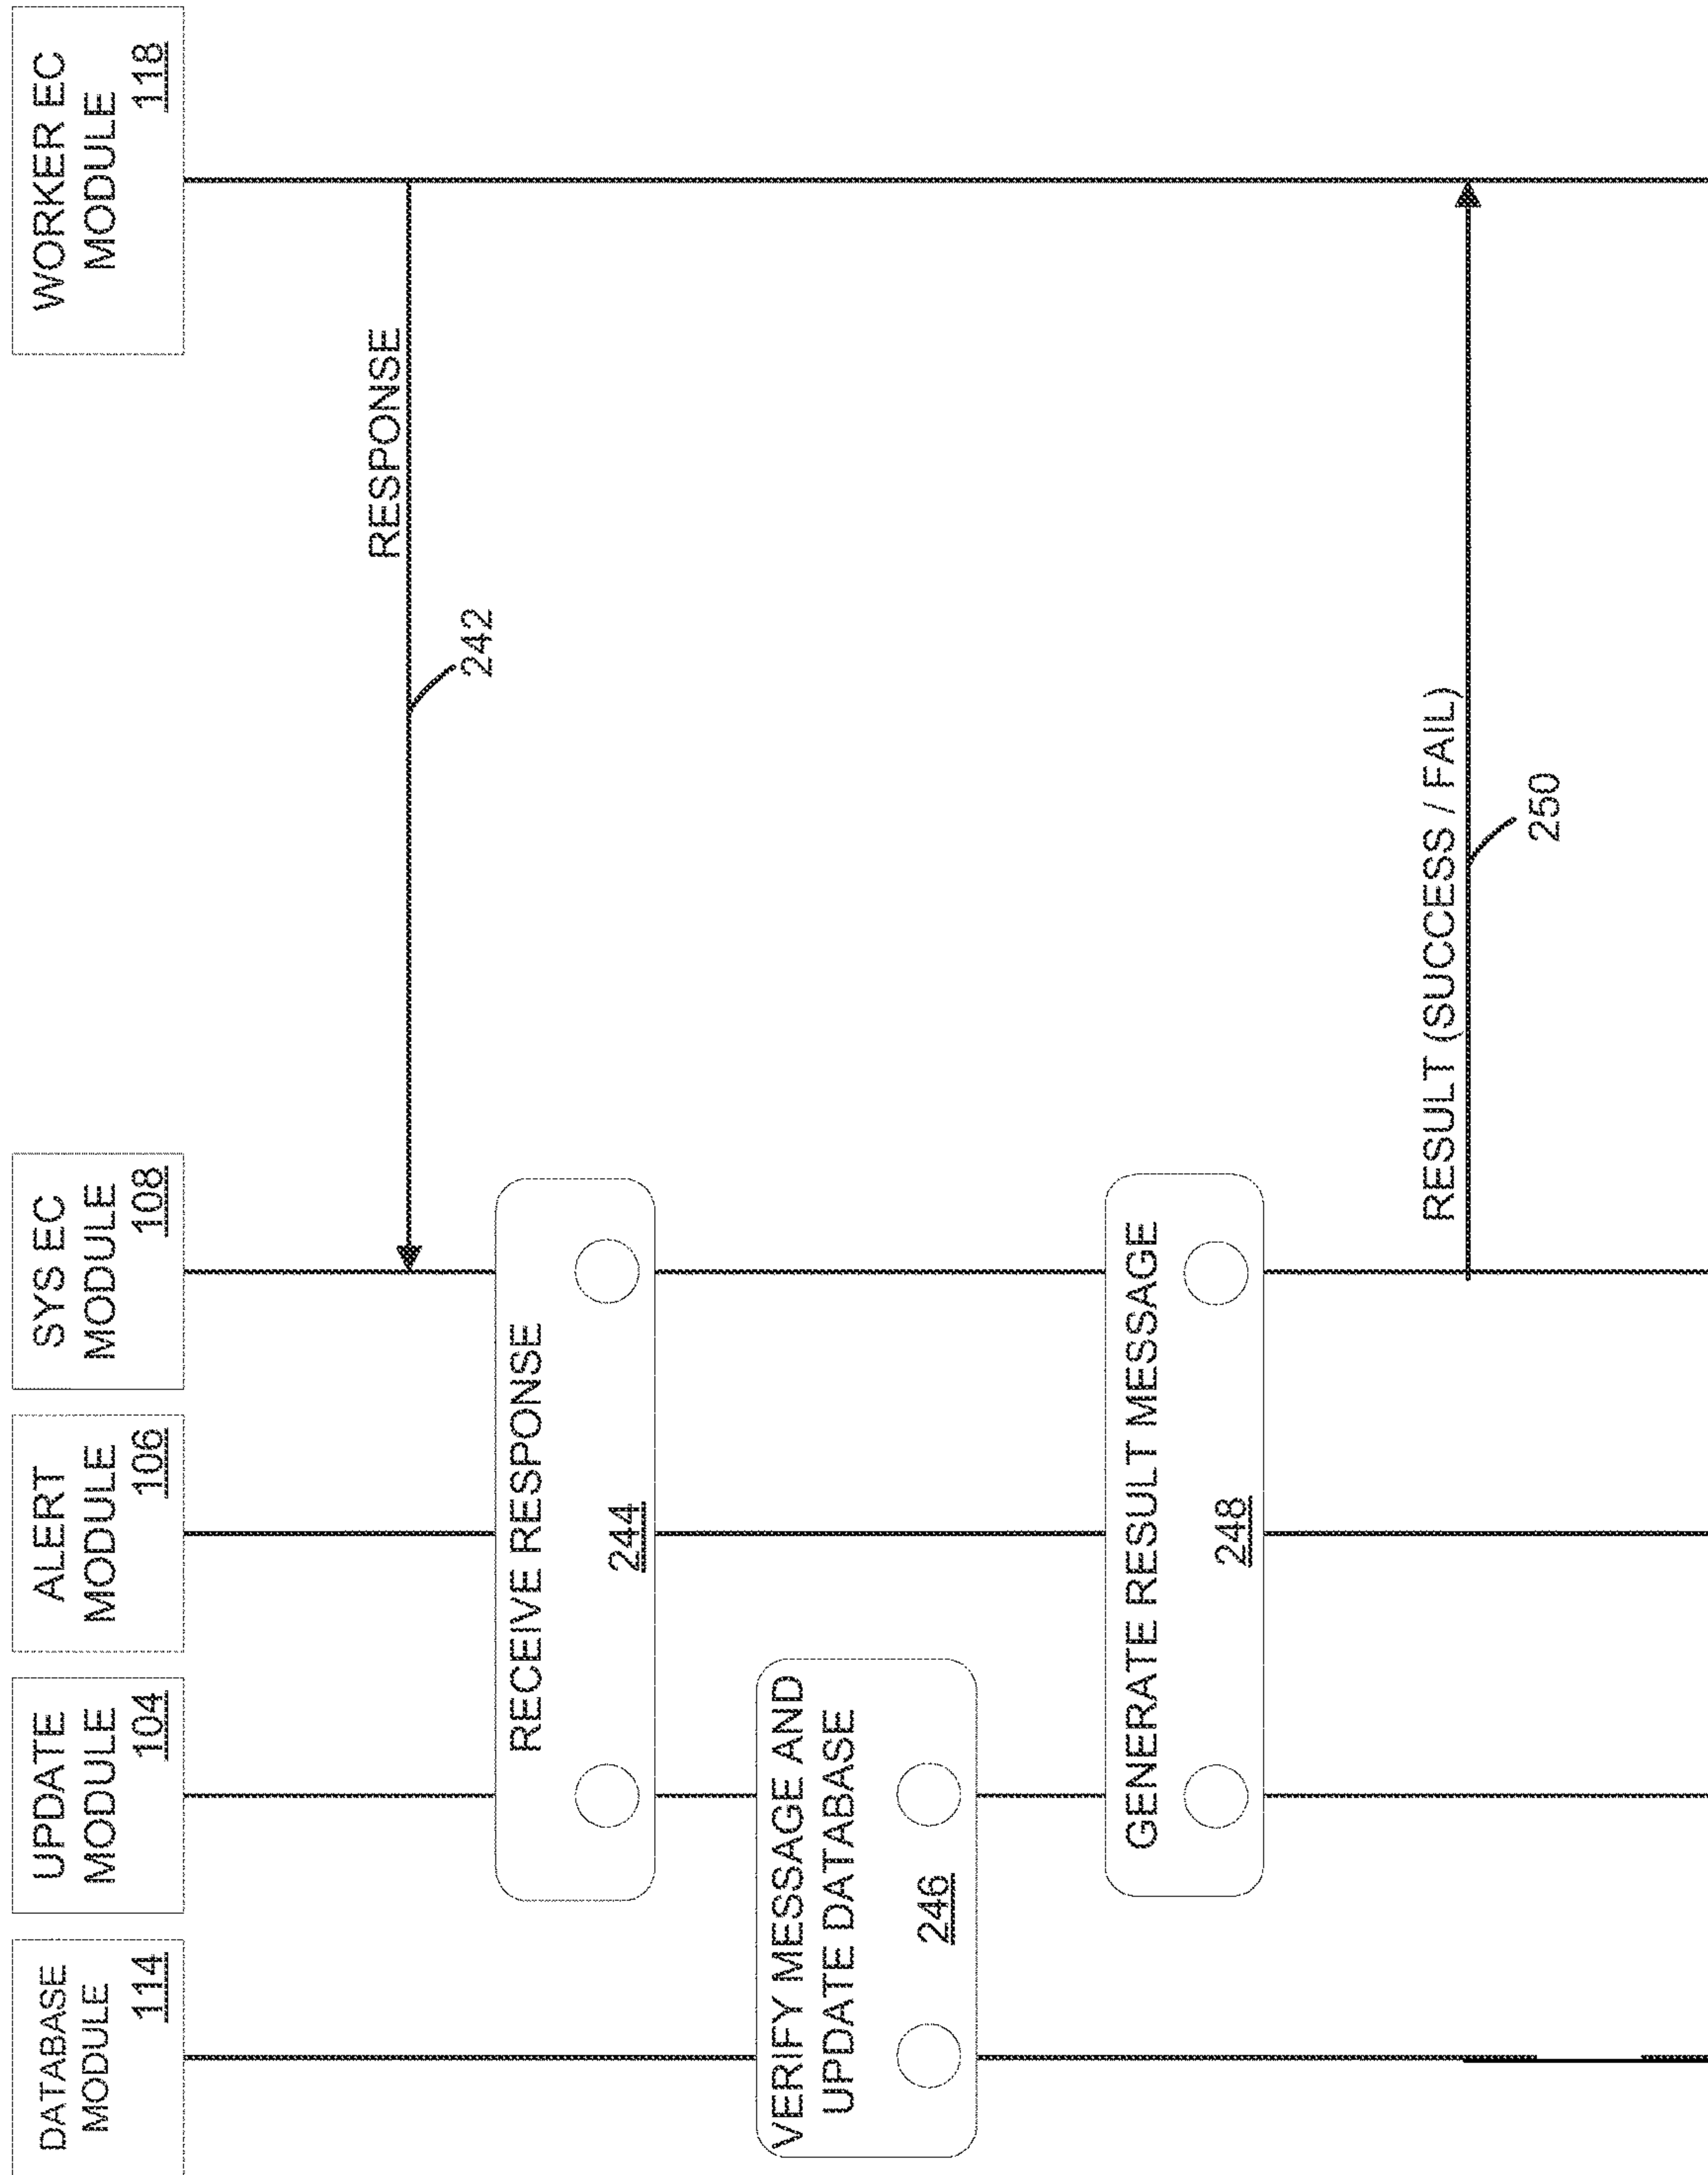 DATABASE
MODULE
114
UPDATE
MODULE
104
ALERT
MODULE
106
SYS EC
MODULE
108
WORKER EC
MODULE
118
RESPONSE
242
RECEIVE RESPONSE
244
VERIFY MESSAGE AND
UPDATE DATABASE
246
GENERATE RESULT MESSAGE
248
RESULT (SUCCESS / FAIL)
250